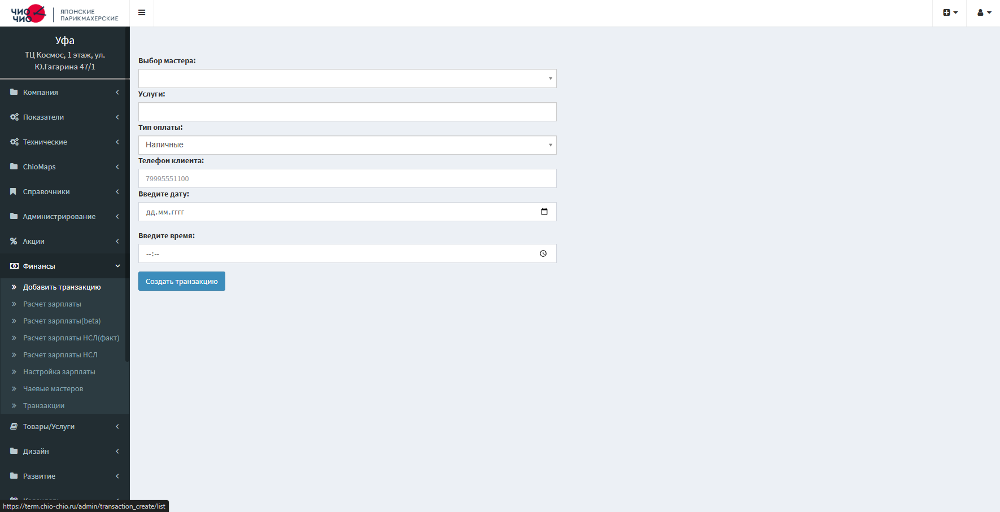 ЧИО ЧИО
ЯПОНСКИЕ
ПАРИКМАХЕРСКИЕ
Уфа
ТЦ Космос, 1 этаж, ул.
Ю.Гагарина 47/1
Компания
Показатели
Технические
ChioMaps
Справочники
Администрирование
Акции
Финансы
Добавить транзакцию
Расчет зарплаты
Расчет зарплаты(beta)
Расчет зарплаты НСЛ(факт)
Расчет зарплаты НСЛ
Настройка зарплаты
Чаевые мастеров
Транзакции
Товары/Услуги
Дизайн
Развитие
Календарь
https://term.chio-chio.ru/admin/transaction_create/list
Выбор мастера:
Услуги:
Тип оплаты:
Наличные
Телефон клиента:
79995551100
Введите дату:
дд.мм.гггг
Введите время:
--:--
Создать транзакцию